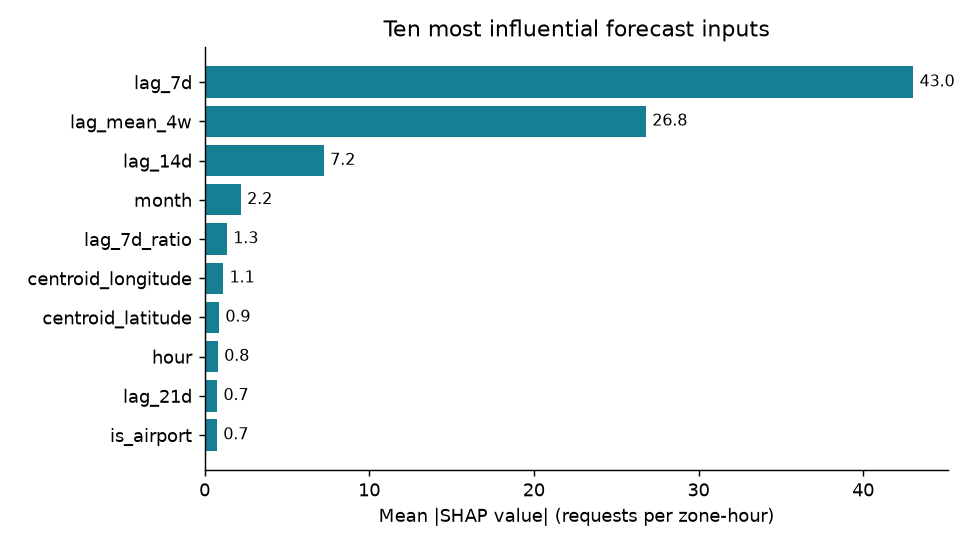 Ten most influential forecast inputs
lag_7d 43.0
lag_mean_4w 26.8
lag_14d 7.2
month 2.2
lag_7d_ratio 1.3
centroid_longitude 1.1
centroid_latitude 0.9
hour 0.8
lag_21d 0.7
is_airport 0.7
0 10 20 30 40
Mean |SHAP value| (requests per zone-hour)